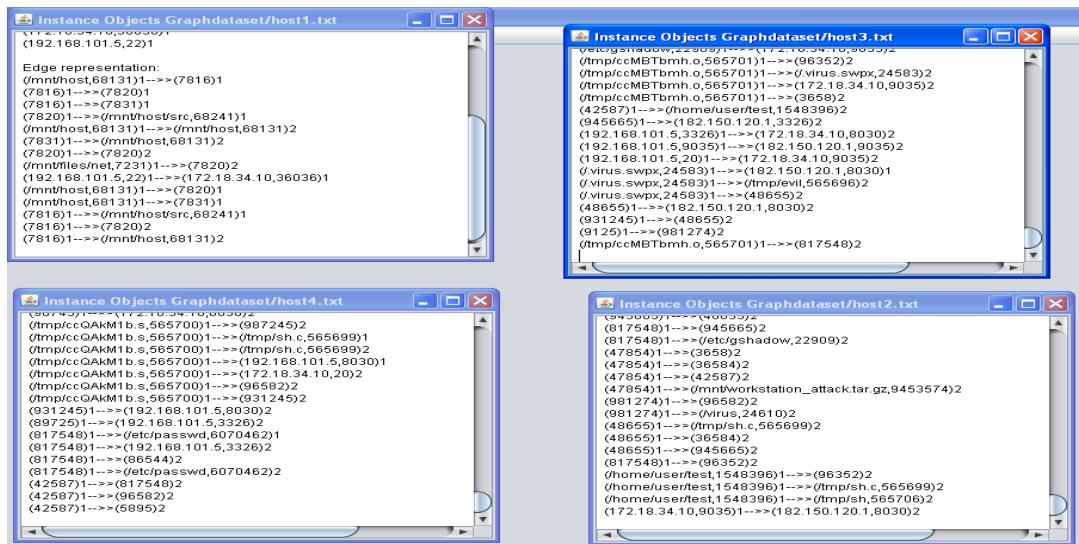 Instance Objects Graphdataset/host1.txt
(192.168.101.5,22)1
Edge representation:
(/mnt/host,68131)1-->>(7816)1
(7816)1-->>(7820)1
(7816)1-->>(7831)1
(7820)1-->>(/mnt/host/src,68241)1
(/mnt/host,68131)1-->>(/mnt/host,68131)2
(7831)1-->>(/mnt/host,68131)2
(7820)1-->>(7820)2
(/mnt/files/net,7231)1-->>(7820)2
(192.168.101.5,22)1-->>(172.18.34.10,36036)1
(/mnt/host,68131)1-->>(7820)1
(/mnt/host,68131)1-->>(7831)1
(7816)1-->>(/mnt/host/src,68241)1
(7816)1-->>(7820)2
(7816)1-->>(/mnt/host,68131)2
Instance Objects Graphdataset/host3.txt
(/etc/gshadow,22909)1-->>(172.18.34.10,9035)2
(/tmp/ccMBTbmh.o,565701)1-->>(96352)2
(/tmp/ccMBTbmh.o,565701)1-->>(/.virus.swpx,24583)2
(/tmp/ccMBTbmh.o,565701)1-->>(172.18.34.10,9035)2
(/tmp/ccMBTbmh.o,565701)1-->>(3658)2
(42587)1-->>(/home/user/test,1548396)2
(945665)1-->>(182.150.120.1,3326)2
(192.168.101.5,3326)1-->>(172.18.34.10,8030)2
(192.168.101.5,9035)1-->>(182.150.120.1,9035)2
(192.168.101.5,20)1-->>(172.18.34.10,9035)2
(/.virus.swpx,24583)1-->>(182.150.120.1,8030)1
(/.virus.swpx,24583)1-->>(/tmp/evil,565696)2
(/.virus.swpx,24583)1-->>(48655)2
(48655)1-->>(182.150.120.1,8030)2
(931245)1-->>(48655)2
(9125)1-->>(981274)2
(/tmp/ccMBTbmh.o,565701)1-->>(817548)2
Instance Objects Graphdataset/host4.txt
(/tmp/ccQAkM1b.s,565700)1-->>(987245)2
(/tmp/ccQAkM1b.s,565700)1-->>(/tmp/sh.c,565699)1
(/tmp/ccQAkM1b.s,565700)1-->>(/tmp/sh.c,565699)2
(/tmp/ccQAkM1b.s,565700)1-->>(192.168.101.5,8030)1
(/tmp/ccQAkM1b.s,565700)1-->>(172.18.34.10,20)2
(/tmp/ccQAkM1b.s,565700)1-->>(96582)2
(/tmp/ccQAkM1b.s,565700)1-->>(931245)2
(931245)1-->>(192.168.101.5,8030)2
(89725)1-->>(192.168.101.5,3326)2
(817548)1-->>(/etc/passwd,6070462)1
(817548)1-->>(192.168.101.5,3326)2
(817548)1-->>(86544)2
(817548)1-->>(/etc/passwd,6070462)2
(42587)1-->>(817548)2
(42587)1-->>(96582)2
(42587)1-->>(5895)2
Instance Objects Graphdataset/host2.txt
(817548)1-->>(945665)2
(817548)1-->>(/etc/gshadow,22909)2
(47854)1-->>(3658)2
(47854)1-->>(36584)2
(47854)1-->>(42587)2
(47854)1-->>(/mnt/workstation_attack.tar.gz,9453574)2
(981274)1-->>(96582)2
(981274)1-->>(/virus,24610)2
(48655)1-->>(/tmp/sh.c,565699)2
(48655)1-->>(36584)2
(48655)1-->>(945665)2
(817548)1-->>(96352)2
(/home/user/test,1548396)1-->>(96352)2
(/home/user/test,1548396)1-->>(/tmp/sh.c,565699)2
(/home/user/test,1548396)1-->>(/tmp/sh,565706)2
(172.18.34.10,9035)1-->>(182.150.120.1,8030)2